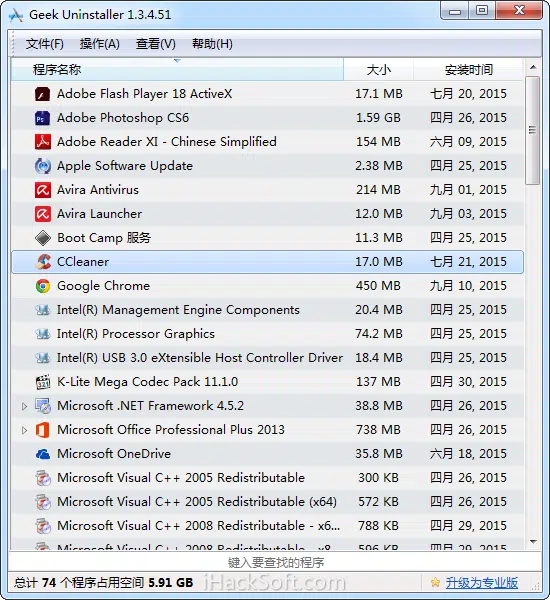 Geek Uninstaller 1.3.4.51
文件(F) 操作(A) 查看(V) 帮助(H)
程序名称 大小 安装时间
Adobe Flash Player 18 ActiveX 17.1 MB 七月 20, 2015
Adobe Photoshop CS6 1.59 GB 四月 26, 2015
Adobe Reader XI - Chinese Simplified 154 MB 六月 09, 2015
Apple Software Update 2.38 MB 四月 25, 2015
Avira Antivirus 214 MB 九月 01, 2015
Avira Launcher 12.0 MB 九月 03, 2015
Boot Camp 服务 11.3 MB 四月 25, 2015
CCleaner 17.0 MB 七月 21, 2015
Google Chrome 450 MB 九月 10, 2015
Intel(R) Management Engine Components 20.4 MB 四月 25, 2015
Intel(R) Processor Graphics 74.2 MB 四月 25, 2015
Intel(R) USB 3.0 eXtensible Host Controller Driver 18.4 MB 四月 25, 2015
K-Lite Mega Codec Pack 11.1.0 137 MB 四月 30, 2015
Microsoft .NET Framework 4.5.2 38.8 MB 四月 26, 2015
Microsoft Office Professional Plus 2013 738 MB 四月 26, 2015
Microsoft OneDrive 35.8 MB 六月 18, 2015
Microsoft Visual C++ 2005 Redistributable 300 KB 四月 26, 2015
Microsoft Visual C++ 2005 Redistributable (x64) 572 KB 四月 26, 2015
Microsoft Visual C++ 2008 Redistributable - x6... 788 KB 四月 29, 2015
Microsoft Visual C++ 2008 Redistributable - x8... 596 KB 四月 29, 2015
键入要查找的程序
总计 74 个程序占用空间 5.91 GB iHackSoft.com 升级为专业版